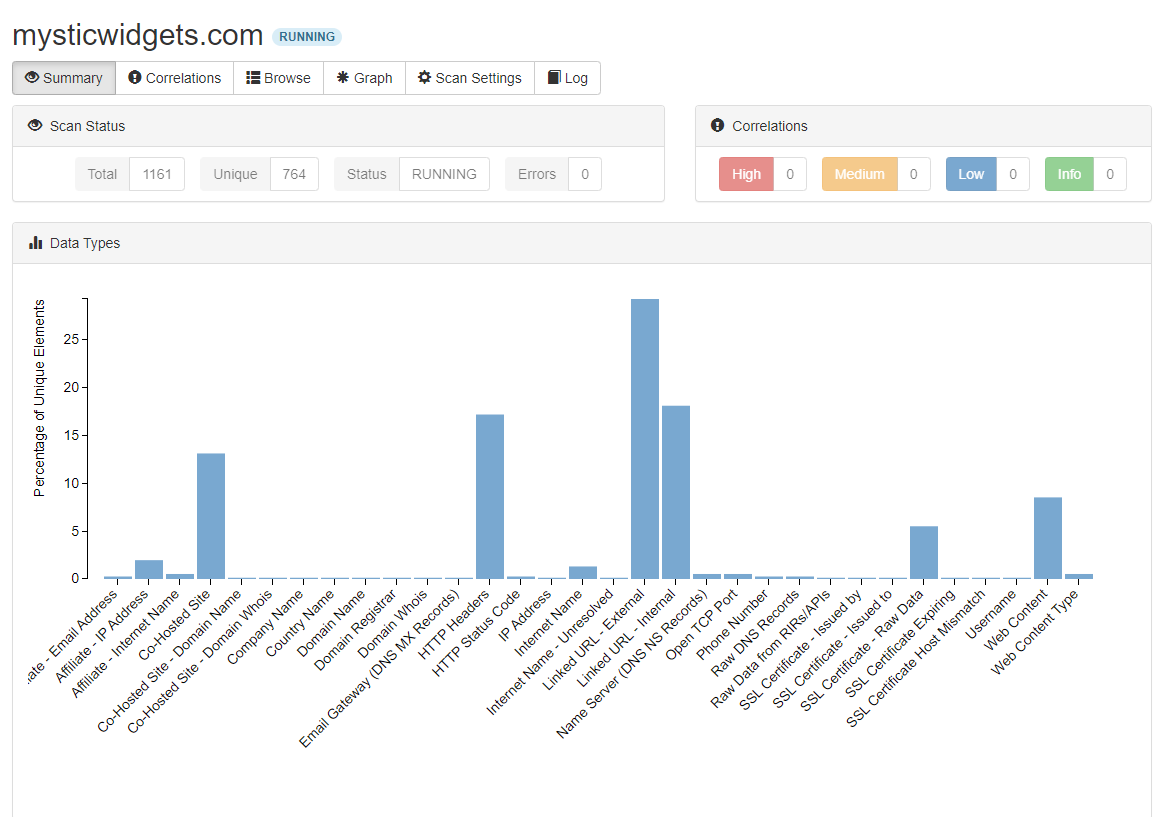 mysticwidgets.com RUNNING
Summary Correlations Browse Graph Scan Settings Log
Scan Status
Total 1161 Unique 764 Status RUNNING Errors 0
Correlations
High 0 Medium 0 Low 0 Info 0
Data Types
Percentage of Unique Elements
25
20
15
10
5
0
ate - Email Address
Affiliate - IP Address
Affiliate - Internet Name
Co-Hosted Site
Co-Hosted Site - Domain Name
Co-Hosted Site - Domain Whois
Company Name
Country Name
Domain Name
Domain Registrar
Domain Whois
Email Gateway (DNS MX Records)
HTTP Headers
HTTP Status Code
IP Address
Internet Name
Internet Name - Unresolved
Linked URL - External
Linked URL - Internal
Name Server (DNS NS Records)
Open TCP Port
Phone Number
Raw DNS Records
Raw Data from RIRs/APIs
SSL Certificate - Issued by
SSL Certificate - Issued to
SSL Certificate - Raw Data
SSL Certificate Expiring
SSL Certificate Host Mismatch
Username
Web Content
Web Content Type